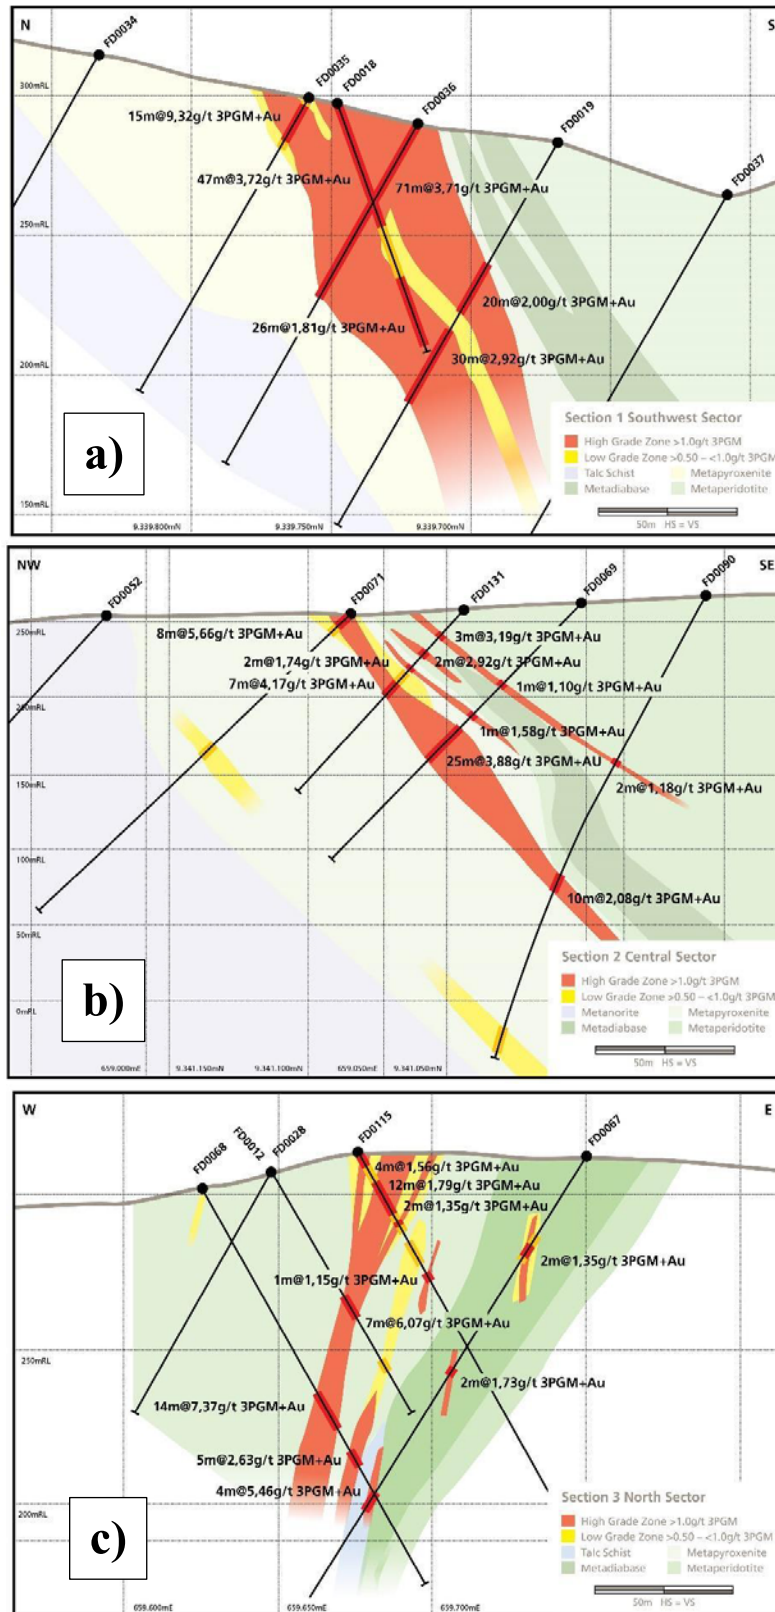 N
S
FD0034
FD0035
FD0018
FD0036
FD0019
FD0037
300mRL
15m@9,32g/t 3PGM+Au
47m@3,72g/t 3PGM+Au
71m@3,71g/t 3PGM+Au
250mRL
20m@2,00g/t 3PGM+Au
26m@1,81g/t 3PGM+Au
30m@2,92g/t 3PGM+Au
200mRL
a)
Section 1 Southwest Sector
High Grade Zone >1.0g/t 3PGM
Low Grade Zone >0.50 – <1.0g/t 3PGM
Talc Schist
Metapyroxenite
Metadiabase
Metaperidotite
50m HS = VS
150mRL
9.339.800mN
9.339.750mN
9.339.700mN
NW
SE
FD0052
FD0071
FD0131
FD0069
FD0090
250mRL
8m@5,66g/t 3PGM+Au
3m@3,19g/t 3PGM+Au
2m@1,74g/t 3PGM+Au
2m@2,92g/t 3PGM+Au
7m@4,17g/t 3PGM+Au
1m@1,10g/t 3PGM+Au
200mRL
1m@1,58g/t 3PGM+Au
25m@3,88g/t 3PGM+AU
150mRL
2m@1,18g/t 3PGM+Au
100mRL
10m@2,08g/t 3PGM+Au
50mRL
b)
Section 2 Central Sector
High Grade Zone >1.0g/t 3PGM
Low Grade Zone >0.50 – <1.0g/t 3PGM
Metanorite
Metapyroxenite
Metadiabase
Metaperidotite
50m HS = VS
0mRL
659.000mE
9.341.150mN
9.341.100mN
659.050mE
9.341.050mN
W
E
FD0068
FD0012
FD0028
FD0115
FD0067
4m@1,56g/t 3PGM+Au
12m@1,79g/t 3PGM+Au
2m@1,35g/t 3PGM+Au
2m@1,35g/t 3PGM+Au
1m@1,15g/t 3PGM+Au
7m@6,07g/t 3PGM+Au
250mRL
2m@1,73g/t 3PGM+Au
14m@7,37g/t 3PGM+Au
5m@2,63g/t 3PGM+Au
4m@5,46g/t 3PGM+Au
200mRL
c)
Section 3 North Sector
High Grade Zone >1.0g/t 3PGM
Low Grade Zone >0.50 – <1.0g/t 3PGM
Talc Schist
Metapyroxenite
Metadiabase
Metaperidotite
50m HS = VS
659.600mE
659.650mE
659.700mE